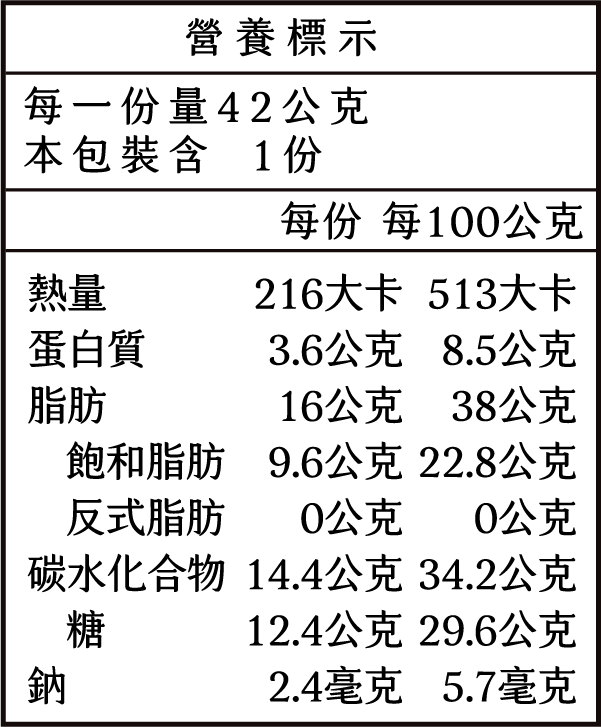 營養標示
每一份量42公克
本包裝含 1份
每份 每100公克
熱量 216大卡 513大卡
蛋白質 3.6公克 8.5公克
脂肪 16公克 38公克
飽和脂肪 9.6公克 22.8公克
反式脂肪 0公克 0公克
碳水化合物 14.4公克 34.2公克
糖 12.4公克 29.6公克
鈉 2.4毫克 5.7毫克